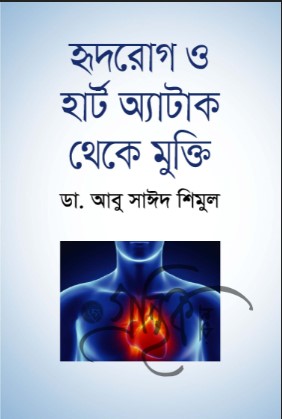 হৃদরোগ ও
হার্ট অ্যাটাক
থেকে মুক্তি
ডা. আবু সাঈদ শিমুল